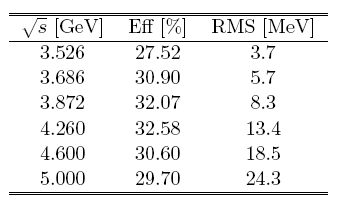 √s [GeV] Eff [%] RMS [MeV]
3.526 27.52 3.7
3.686 30.90 5.7
3.872 32.07 8.3
4.260 32.58 13.4
4.600 30.60 18.5
5.000 29.70 24.3